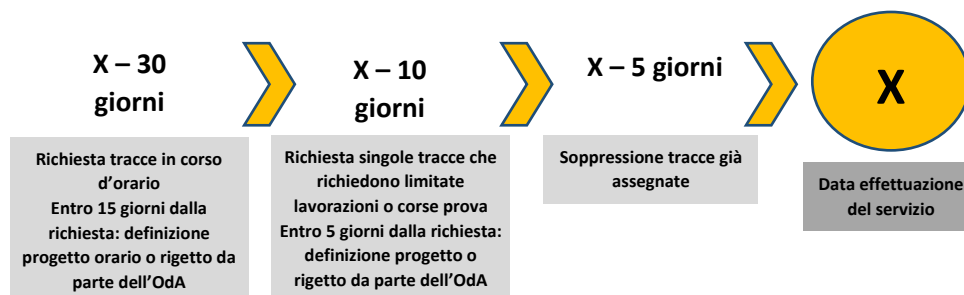 X – 30
giorni
X – 10
giorni
X – 5 giorni
X
Richiesta tracce in corso
d’orario
Entro 15 giorni dalla
richiesta: definizione
progetto orario o rigetto da
parte dell’OdA
Richiesta singole tracce che
richiedono limitate
lavorazioni o corse prova
Entro 5 giorni dalla richiesta:
definizione progetto o
rigetto da parte dell’OdA
Soppressione tracce già
assegnate
Data effettuazione
del servizio